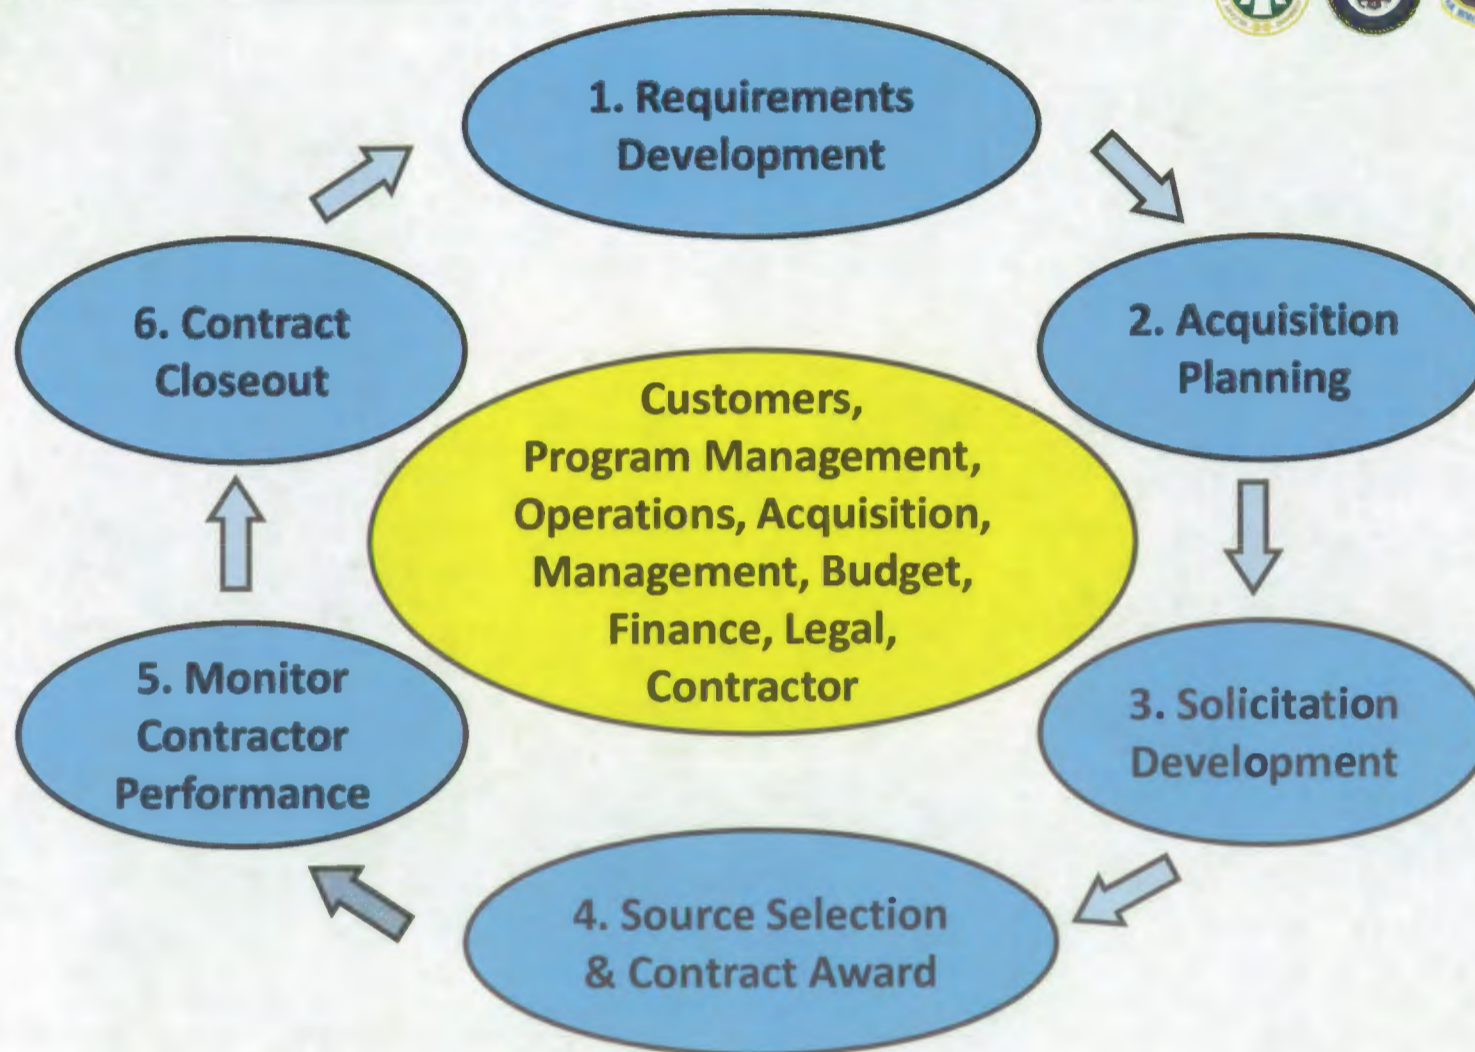 1. Requirements
Development
2. Acquisition
Planning
3. Solicitation
Development
4. Source Selection
& Contract Award
5. Monitor
Contractor
Performance
6. Contract
Closeout
Customers,
Program Management,
Operations, Acquisition,
Management, Budget,
Finance, Legal,
Contractor